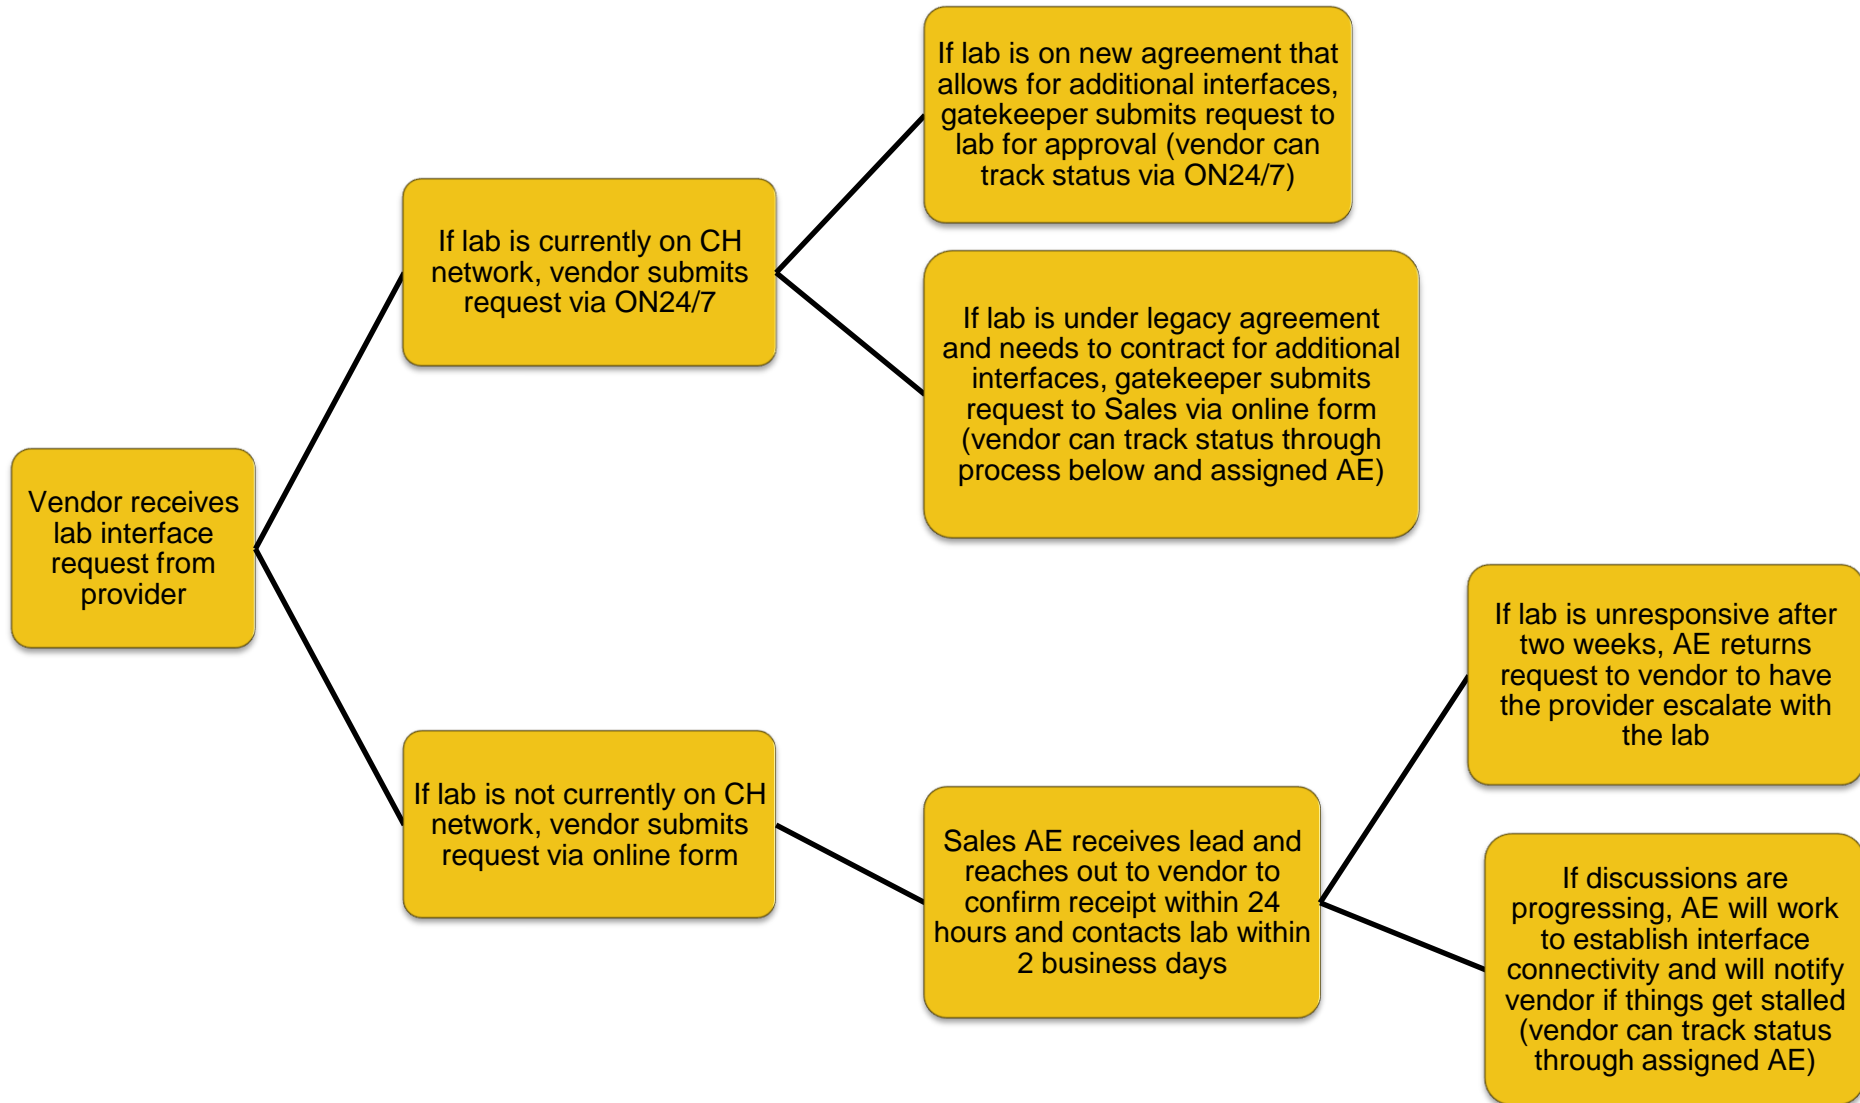 Vendor receives
lab interface
request from
provider
If lab is currently on CH
network, vendor submits
request via ON24/7
If lab is on new agreement that
allows for additional interfaces,
gatekeeper submits request to
lab for approval (vendor can
track status via ON24/7)
If lab is under legacy agreement
and needs to contract for additional
interfaces, gatekeeper submits
request to Sales via online form
(vendor can track status through
process below and assigned AE)
If lab is not currently on CH
network, vendor submits
request via online form
Sales AE receives lead and
reaches out to vendor to
confirm receipt within 24
hours and contacts lab within
2 business days
If lab is unresponsive after
two weeks, AE returns
request to vendor to have
the provider escalate with
the lab
If discussions are
progressing, AE will work
to establish interface
connectivity and will notify
vendor if things get stalled
(vendor can track status
through assigned AE)